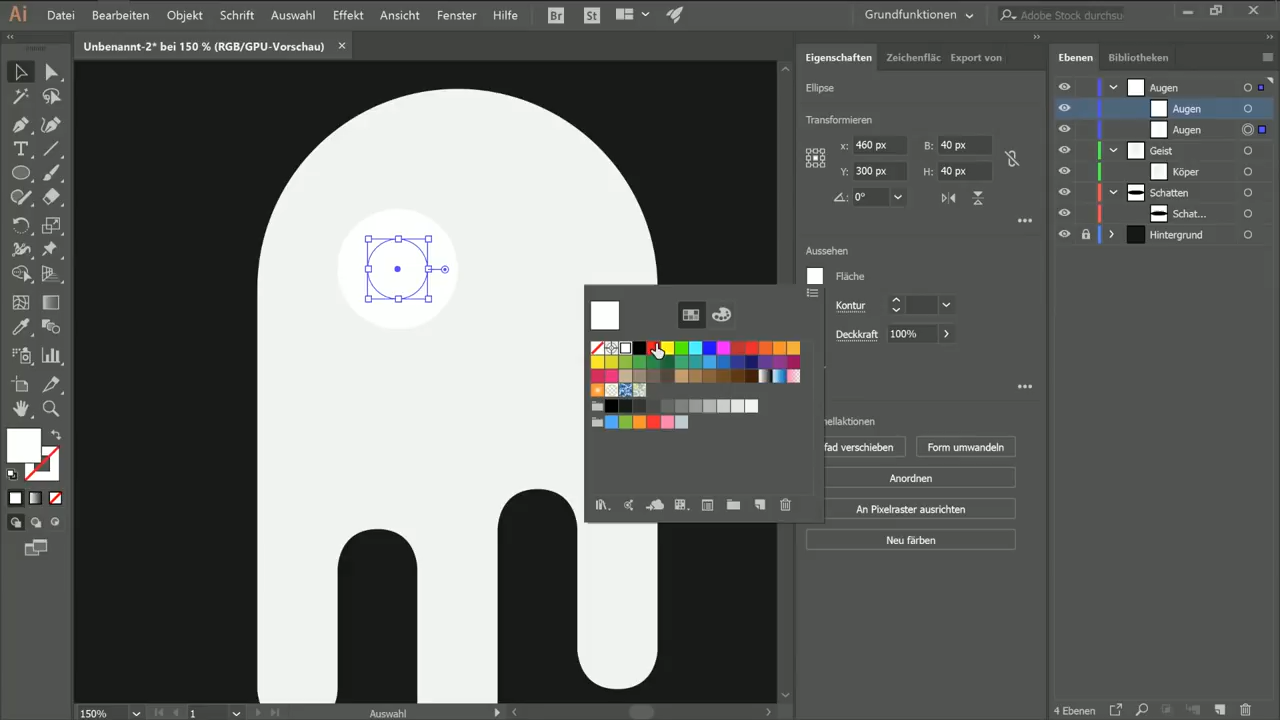 Ai Datei Bearbeiten Objekt Schrift Auswahl Effekt Ansicht Fenster Hilfe Br St Grundfunktionen Adobe Stock durchsu
Unbenannt-2* bei 150 % (RGB/GPU-Vorschau)
Eigenschaften Zeichenfläc Export von
Ebenen Bibliotheken
Ellipse
Transformieren
x: 460 px B: 40 px
Y: 300 px H: 40 px
0°
Aussehen
Fläche
Kontur
Deckkraft 100%
nellaktionen
fad verschieben Form umwandeln
Anordnen
An Pixelraster ausrichten
Neu färben
Augen
Augen
Augen
Geist
Köper
Schatten
Schat...
Hintergrund
150% 1 Auswahl
4 Ebenen